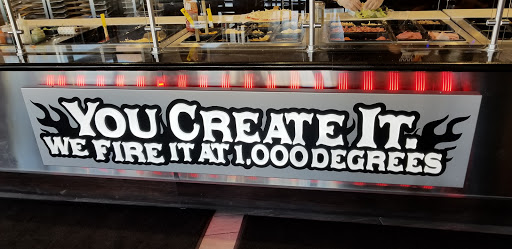 YOU CREATE IT.
WE FIRE IT AT 1,000 DEGREES